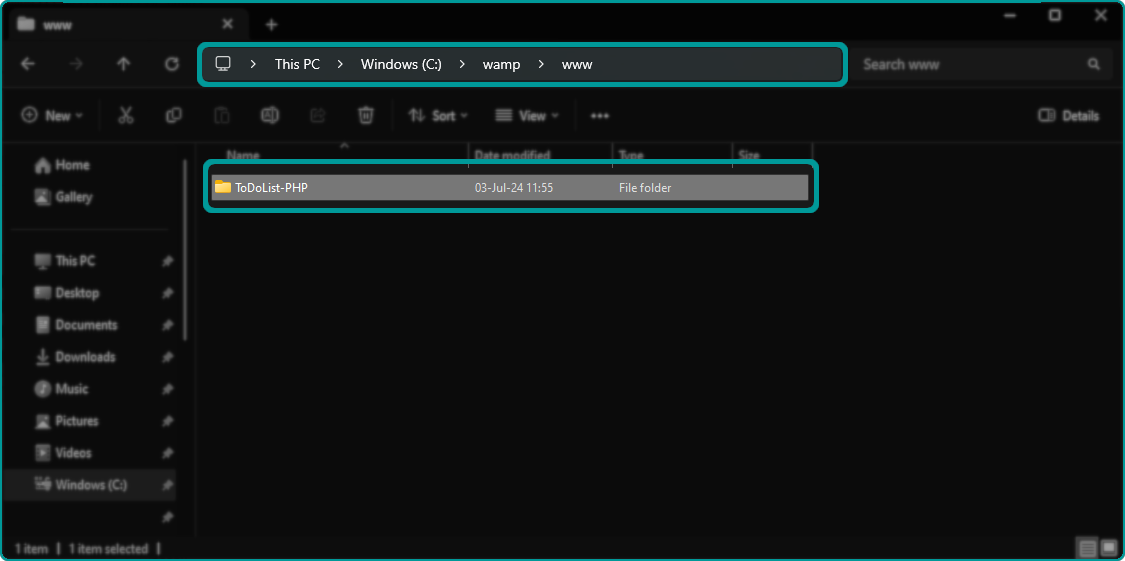 www
This PC > Windows (C:) > wamp > www
Search www
New
Sort
View
Details
Home
Gallery
This PC
Desktop
Documents
Downloads
Music
Pictures
Videos
Windows (C:)
Name Date modified Type Size
ToDoList-PHP 03-Jul-24 11:55 File folder
1 item | 1 item selected |